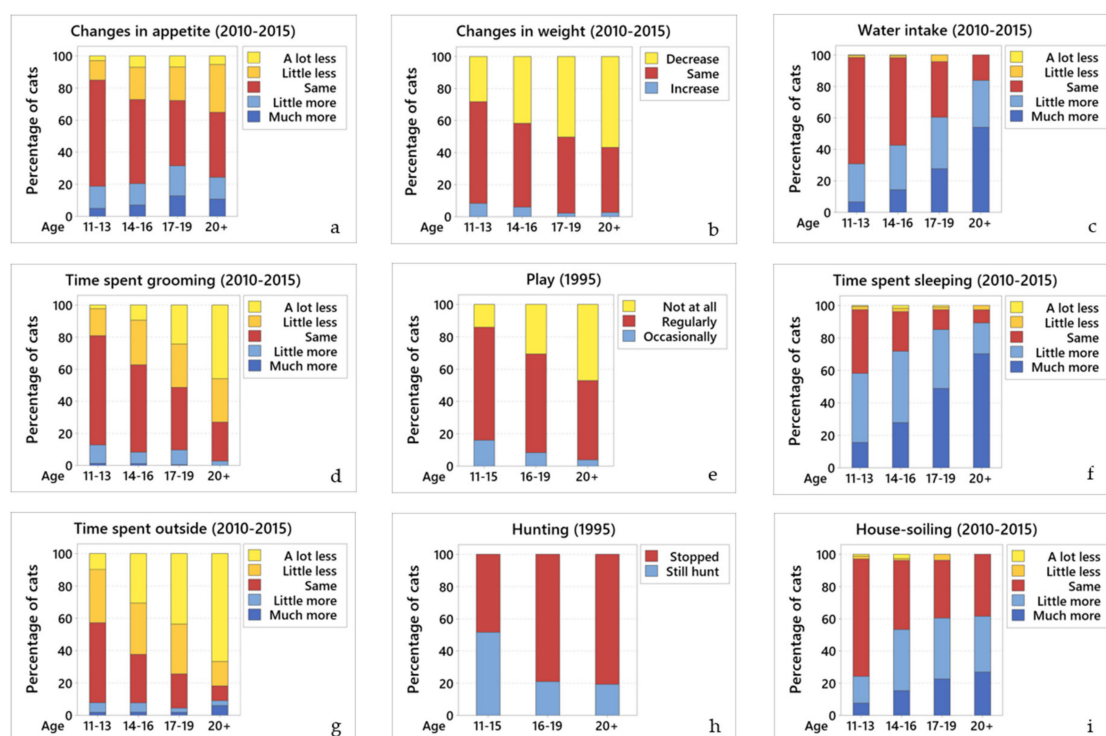 Changes in appetite (2010-2015)
Percentage of cats
100
80
60
40
20
0
A lot less
Little less
Same
Little more
Much more
Age 11-13 14-16 17-19 20+
a
Changes in weight (2010-2015)
Percentage of cats
100
80
60
40
20
0
Decrease
Same
Increase
Age 11-13 14-16 17-19 20+
b
Water intake (2010-2015)
Percentage of cats
100
80
60
40
20
0
A lot less
Little less
Same
Little more
Much more
Age 11-13 14-16 17-19 20+
c
Time spent grooming (2010-2015)
Percentage of cats
100
80
60
40
20
0
A lot less
Little less
Same
Little more
Much more
Age 11-13 14-16 17-19 20+
d
Play (1995)
Percentage of cats
100
80
60
40
20
0
Not at all
Regularly
Occasionally
Age 11-15 16-19 20+
e
Time spent sleeping (2010-2015)
Percentage of cats
100
80
60
40
20
0
A lot less
Little less
Same
Little more
Much more
Age 11-13 14-16 17-19 20+
f
Time spent outside (2010-2015)
Percentage of cats
100
80
60
40
20
0
A lot less
Little less
Same
Little more
Much more
Age 11-13 14-16 17-19 20+
g
Hunting (1995)
Percentage of cats
100
80
60
40
20
0
Stopped
Still hunt
Age 11-15 16-19 20+
h
House-soiling (2010-2015)
Percentage of cats
100
80
60
40
20
0
A lot less
Little less
Same
Little more
Much more
Age 11-13 14-16 17-19 20+
i